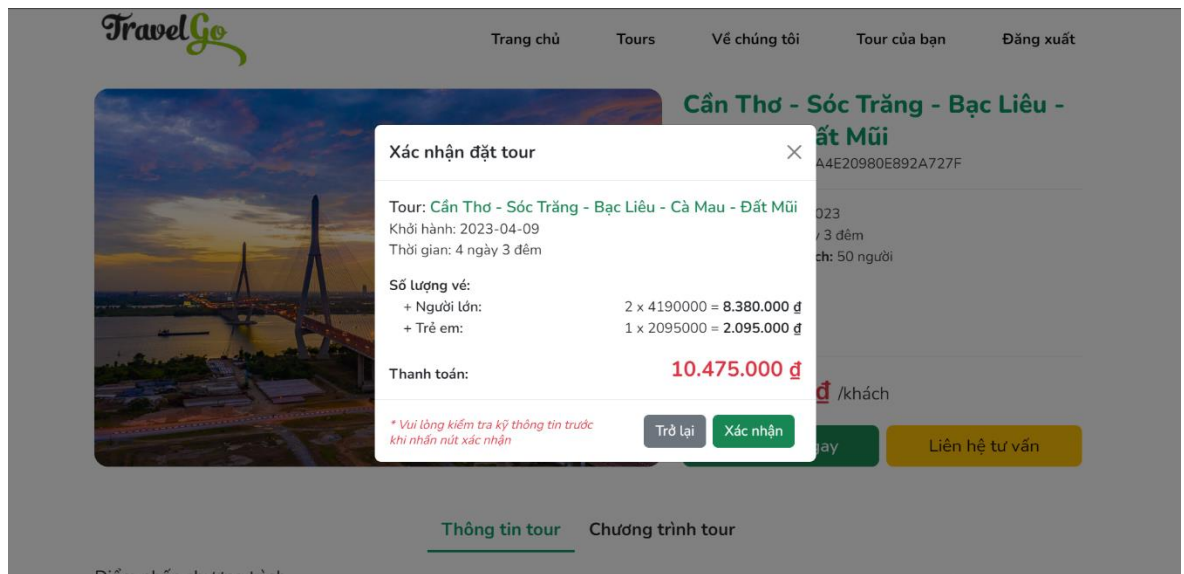 TravelGo
Trang chủ Tours Về chúng tôi Tour của bạn Đăng xuất
Cần Thơ - Sóc Trăng - Bạc Liêu -
ất Mũi
A4E20980E892A727F
023
3 đêm
ch: 50 người
đ /khách
gay Liên hệ tư vấn
Xác nhận đặt tour
Tour: Cần Thơ - Sóc Trăng - Bạc Liêu - Cà Mau - Đất Mũi
Khởi hành: 2023-04-09
Thời gian: 4 ngày 3 đêm
Số lượng vé:
+ Người lớn: 2 x 4190000 = 8.380.000 ₫
+ Trẻ em: 1 x 2095000 = 2.095.000 ₫
Thanh toán: 10.475.000 ₫
* Vui lòng kiểm tra kỹ thông tin trước
khi nhấn nút xác nhận
Trở lại Xác nhận
Thông tin tour Chương trình tour